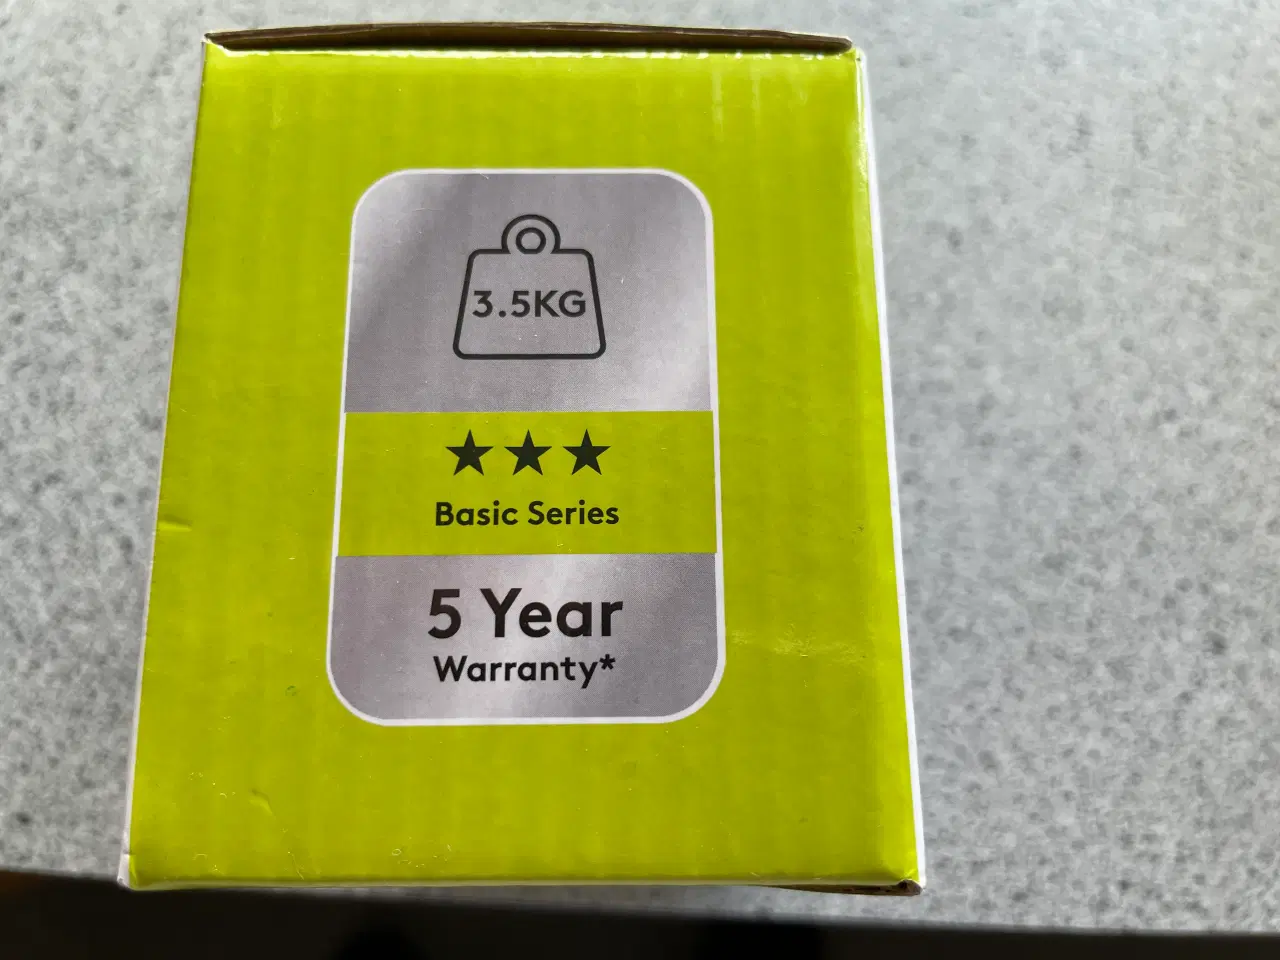 3.5KG
★★★
Basic Series
5 Year
Warranty*